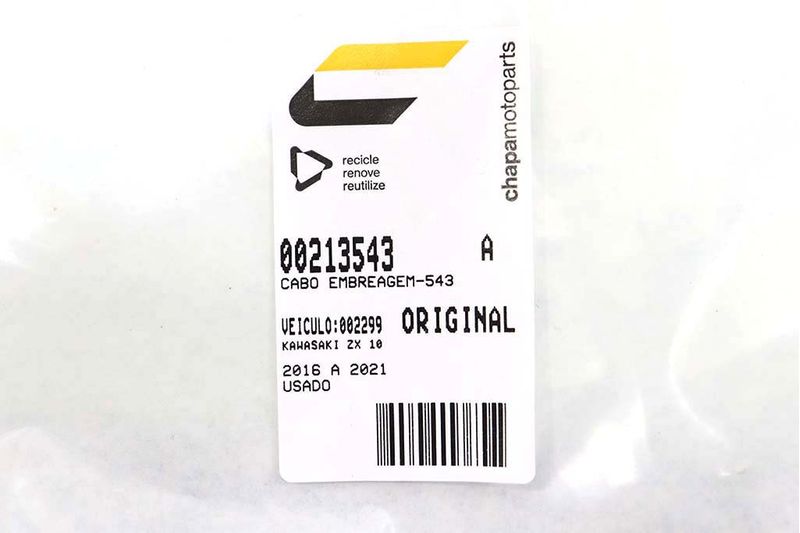 chapamotoparts
recicle
renove
reutilize
00213543 A
CABO EMBREAGEM-543
VEICULO:002299 ORIGINAL
KAWASAKI ZX 10
2016 A 2021
USADO